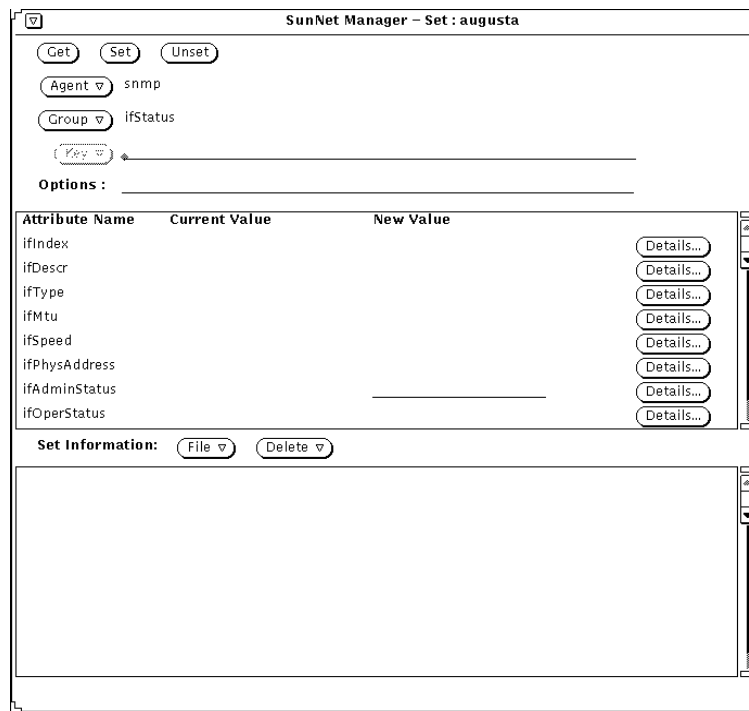 SunNet Manager – Set : augusta
Get Set Unset
Agent snmp
Group ifStatus
Key
Options :
Attribute Name Current Value New Value
ifIndex Details...
ifDescr Details...
ifType Details...
ifMtu Details...
ifSpeed Details...
ifPhysAddress Details...
ifAdminStatus Details...
ifOperStatus Details...
Set Information: File Delete